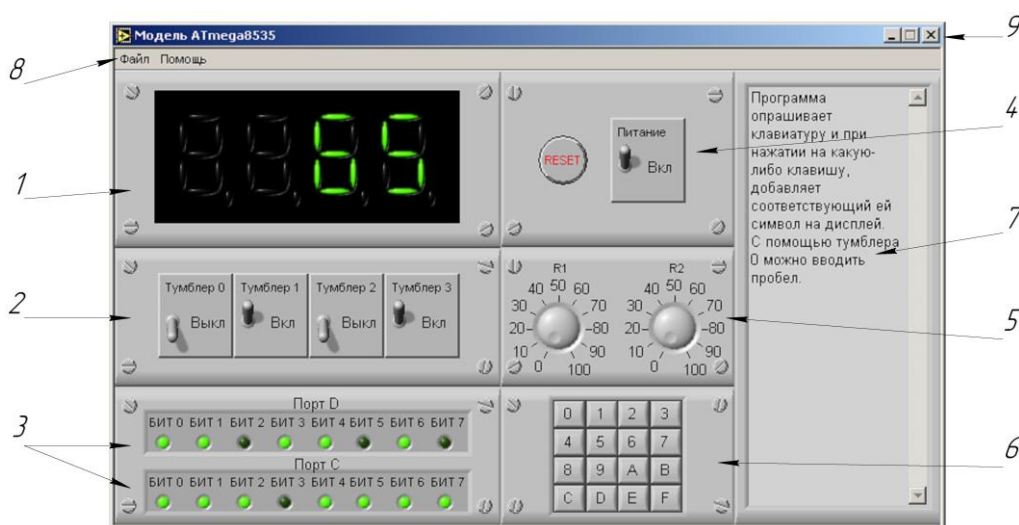 Модель ATmega8535
9
Файл Помощь
8
65
1
RESET
Питание
Вкл
4
Программа
опрашивает
клавиатуру и при
нажатии на какую-
либо клавишу,
добавляет
соответствующий ей
символ на дисплей.
С помощью тумблера
0 можно вводить
пробел.
7
2
Тумблер 0 Тумблер 1 Тумблер 2 Тумблер 3
Выкл Вкл Выкл Вкл
R1
0 10 20 30 40 50 60 70 80 90 100
R2
0 10 20 30 40 50 60 70 80 90 100
5
3
Порт D
БИТ 0 БИТ 1 БИТ 2 БИТ 3 БИТ 4 БИТ 5 БИТ 6 БИТ 7
Порт C
БИТ 0 БИТ 1 БИТ 2 БИТ 3 БИТ 4 БИТ 5 БИТ 6 БИТ 7
0 1 2 3
4 5 6 7
8 9 A B
C D E F
6